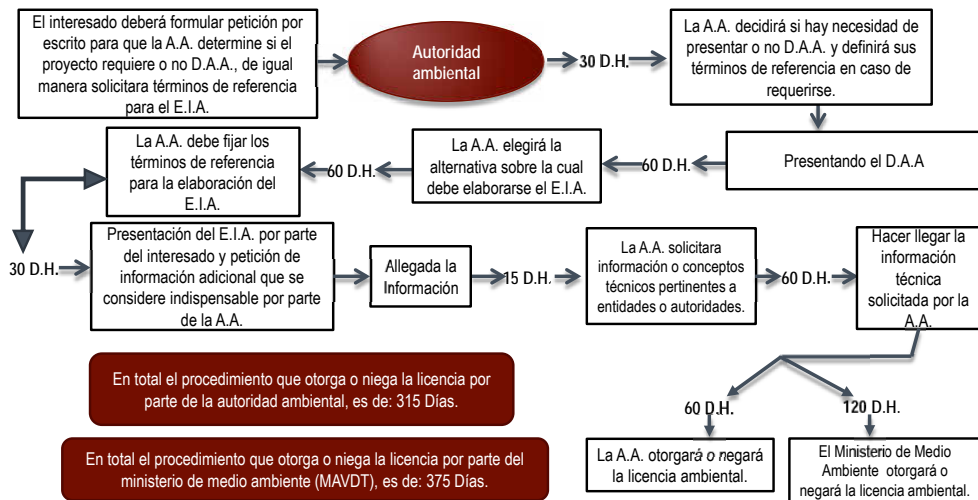 El interesado deberá formular petición por
escrito para que la A.A. determine si el
proyecto requiere o no D.A.A., de igual
manera solicitara términos de referencia
para el E.I.A.
Autoridad
ambiental
30 D.H.
La A.A. decidirá si hay necesidad de
presentar o no D.A.A. y definirá sus
términos de referencia en caso de
requerirse.
Presentando el D.A.A
60 D.H.
La A.A. elegirá la
alternativa sobre la cual
debe elaborarse el E.I.A.
60 D.H.
La A.A. debe fijar los
términos de referencia
para la elaboración del
E.I.A.
30 D.H.
Presentación del E.I.A. por parte
del interesado y petición de
información adicional que se
considere indispensable por parte
de la A.A.
Allegada la
Información
15 D.H.
La A.A. solicitara
información o conceptos
técnicos pertinentes a
entidades o autoridades.
60 D.H.
Hacer llegar la
información
técnica
solicitada por la
A.A.
60 D.H.
120 D.H.
La A.A. otorgará o negará
la licencia ambiental.
El Ministerio de Medio
Ambiente otorgará o
negará la licencia ambiental.
En total el procedimiento que otorga o niega la licencia por
parte de la autoridad ambiental, es de: 315 Días.
En total el procedimiento que otorga o niega la licencia por parte del
ministerio de medio ambiente (MAVDT), es de: 375 Días.